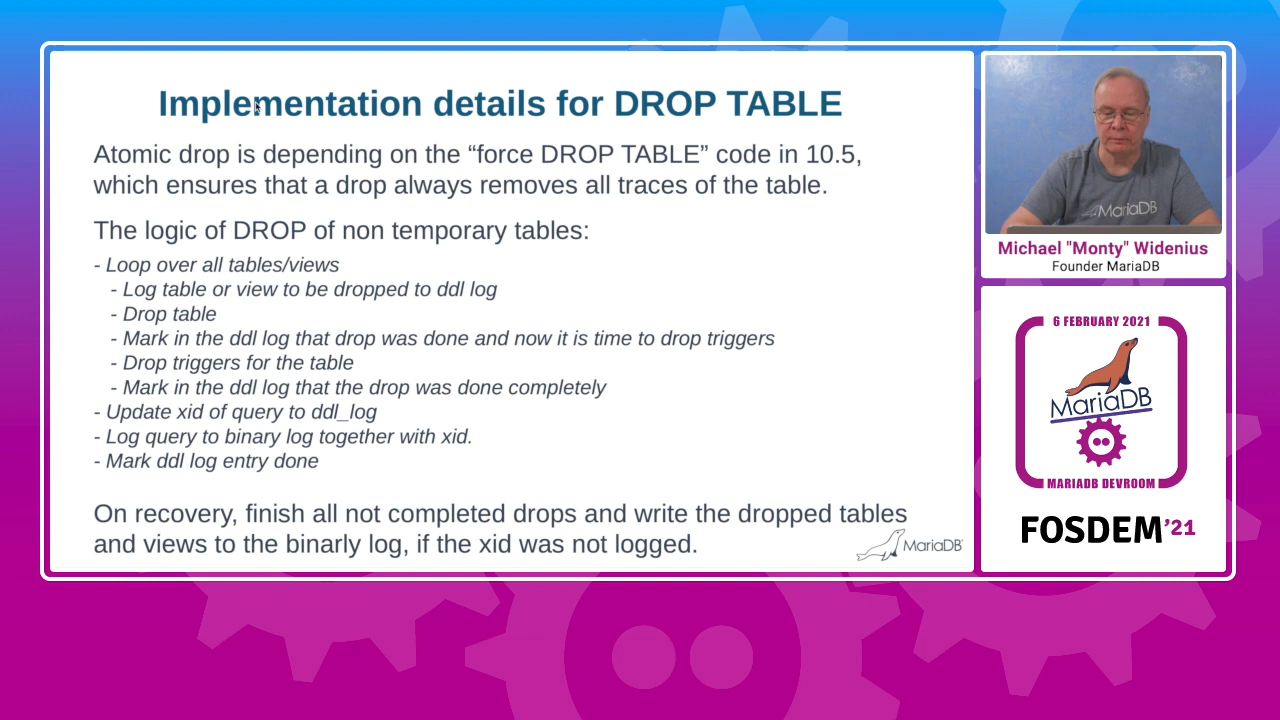 Implementation details for DROP TABLE
Atomic drop is depending on the “force DROP TABLE” code in 10.5,
which ensures that a drop always removes all traces of the table.
The logic of DROP of non temporary tables:
- Loop over all tables/views
- Log table or view to be dropped to ddl log
- Drop table
- Mark in the ddl log that drop was done and now it is time to drop triggers
- Drop triggers for the table
- Mark in the ddl log that the drop was done completely
- Update xid of query to ddl_log
- Log query to binary log together with xid.
- Mark ddl log entry done
On recovery, finish all not completed drops and write the dropped tables
and views to the binarly log, if the xid was not logged.
MariaDB
MariaDB
Michael "Monty" Widenius
Founder MariaDB
6 FEBRUARY 2021
MariaDB
MARIADB DEVROOM
FOSDEM'21